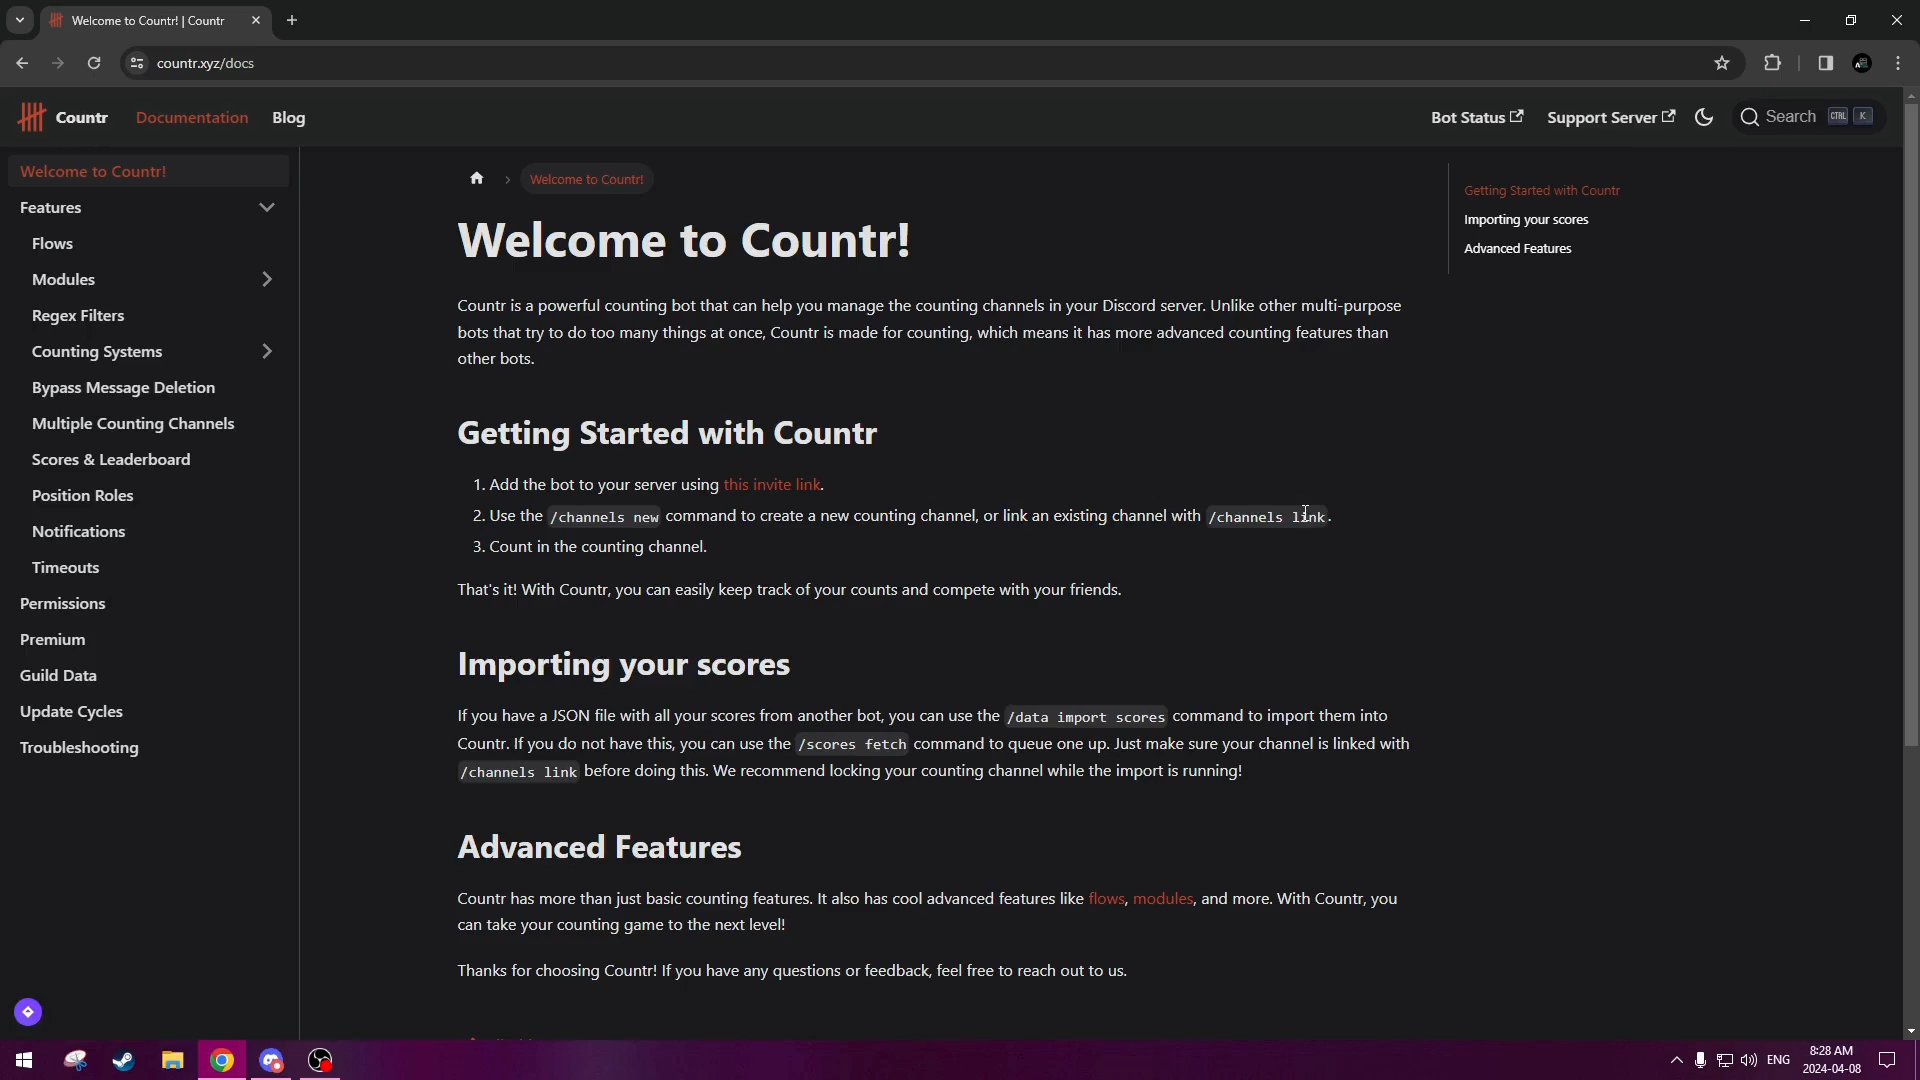 Welcome to Countr! | Countr
countr.xyz/docs
Countr
Documentation
Blog
Bot Status
Support Server
Search
CTRL
K
Welcome to Countr!
Features
Flows
Modules
Regex Filters
Counting Systems
Bypass Message Deletion
Multiple Counting Channels
Scores & Leaderboard
Position Roles
Notifications
Timeouts
Permissions
Premium
Guild Data
Update Cycles
Troubleshooting
Welcome to Countr!
Welcome to Countr!
Countr is a powerful counting bot that can help you manage the counting channels in your Discord server. Unlike other multi-purpose
bots that try to do too many things at once, Countr is made for counting, which means it has more advanced counting features than
other bots.
Getting Started with Countr
1. Add the bot to your server using this invite link.
2. Use the /channels new command to create a new counting channel, or link an existing channel with /channels link.
3. Count in the counting channel.
That's it! With Countr, you can easily keep track of your counts and compete with your friends.
Importing your scores
If you have a JSON file with all your scores from another bot, you can use the /data import scores command to import them into
Countr. If you do not have this, you can use the /scores fetch command to queue one up. Just make sure your channel is linked with
/channels link before doing this. We recommend locking your counting channel while the import is running!
Advanced Features
Countr has more than just basic counting features. It also has cool advanced features like flows, modules, and more. With Countr, you
can take your counting game to the next level!
Thanks for choosing Countr! If you have any questions or feedback, feel free to reach out to us.
Getting Started with Countr
Importing your scores
Advanced Features
ENG
8:28 AM
2024-04-08